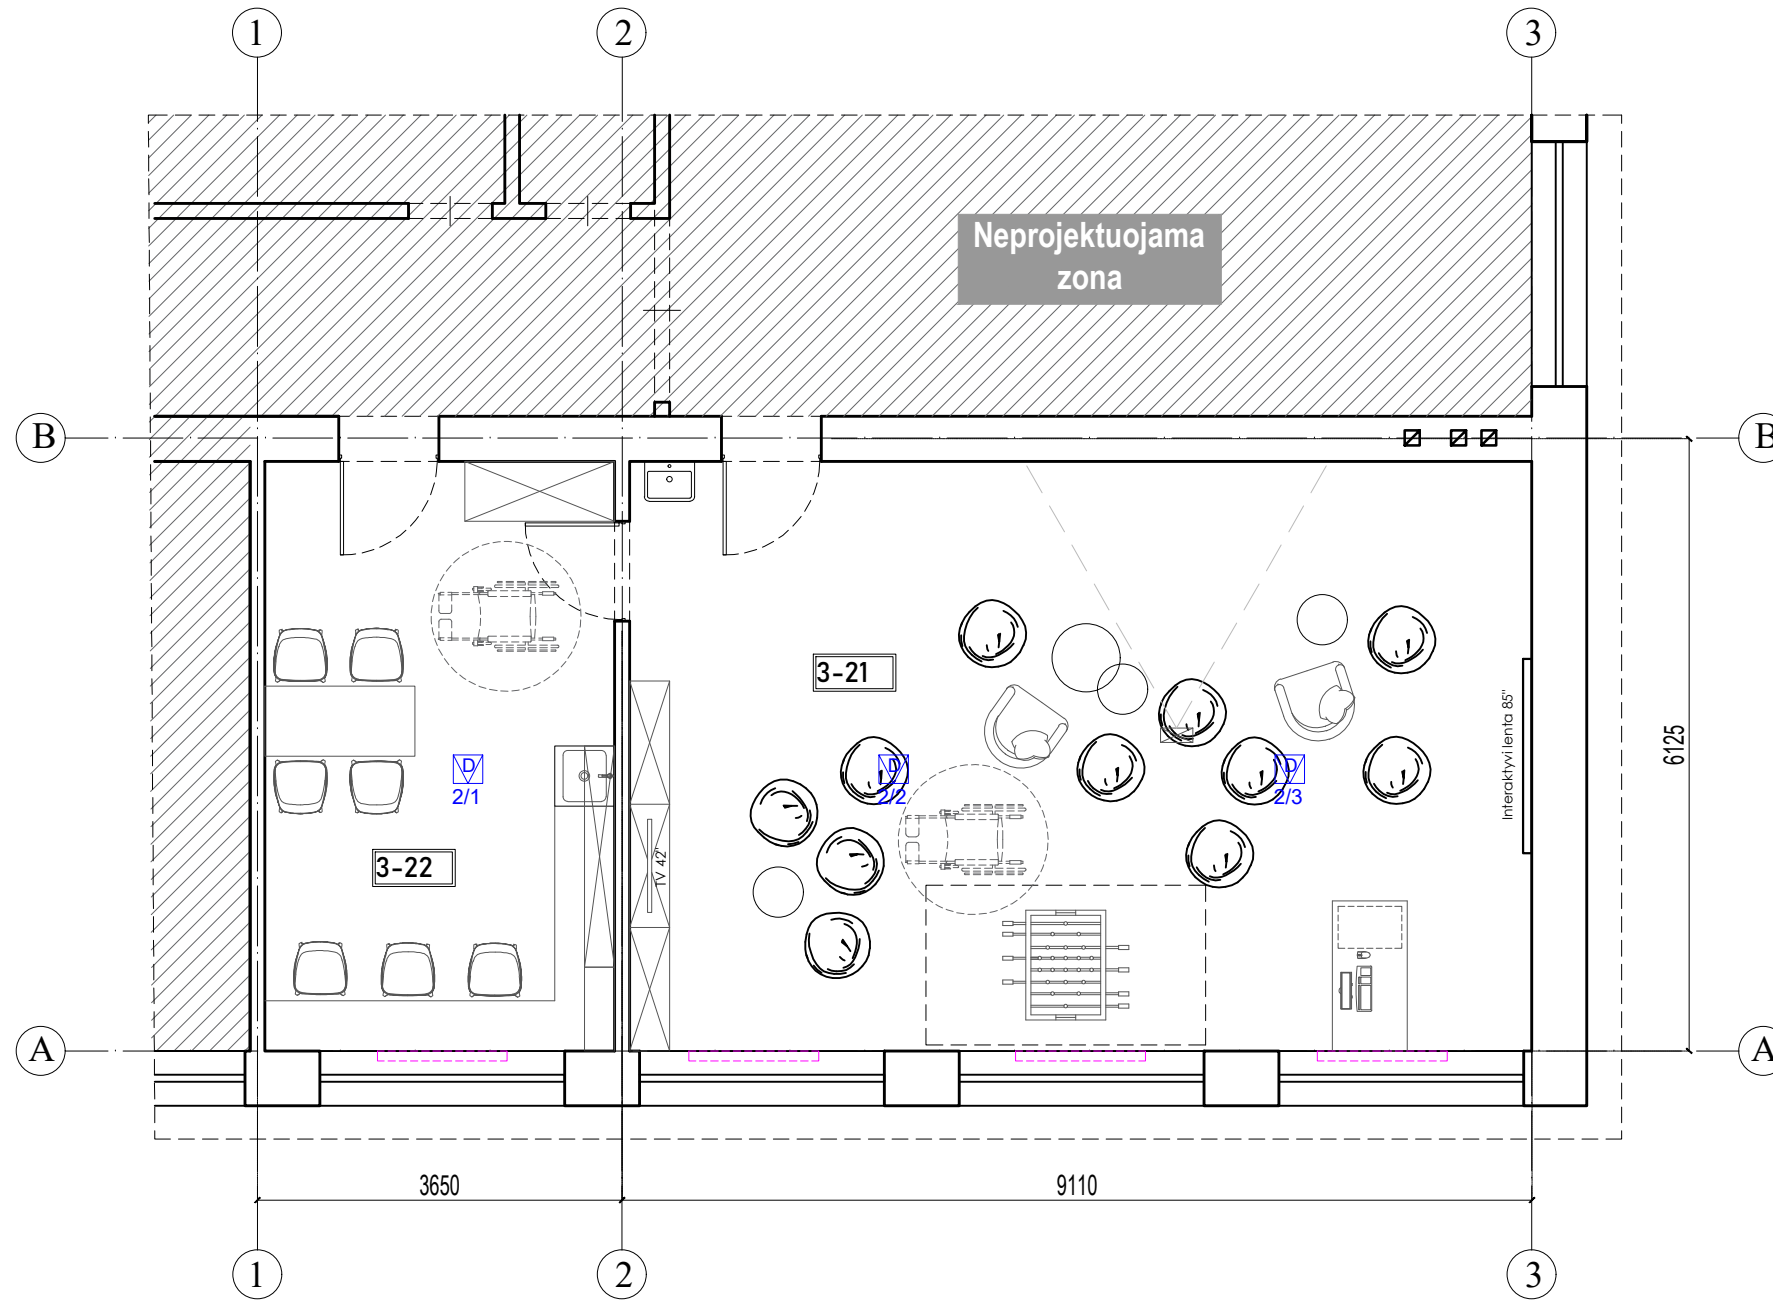 1
2
3
Neprojektuojama
zona
B
B
3-21
Interaktyvi lenta 85"
6125
D
2/1
D
2/2
D
2/3
TV 42"
3-22
A
A
3650
9110
1
2
3